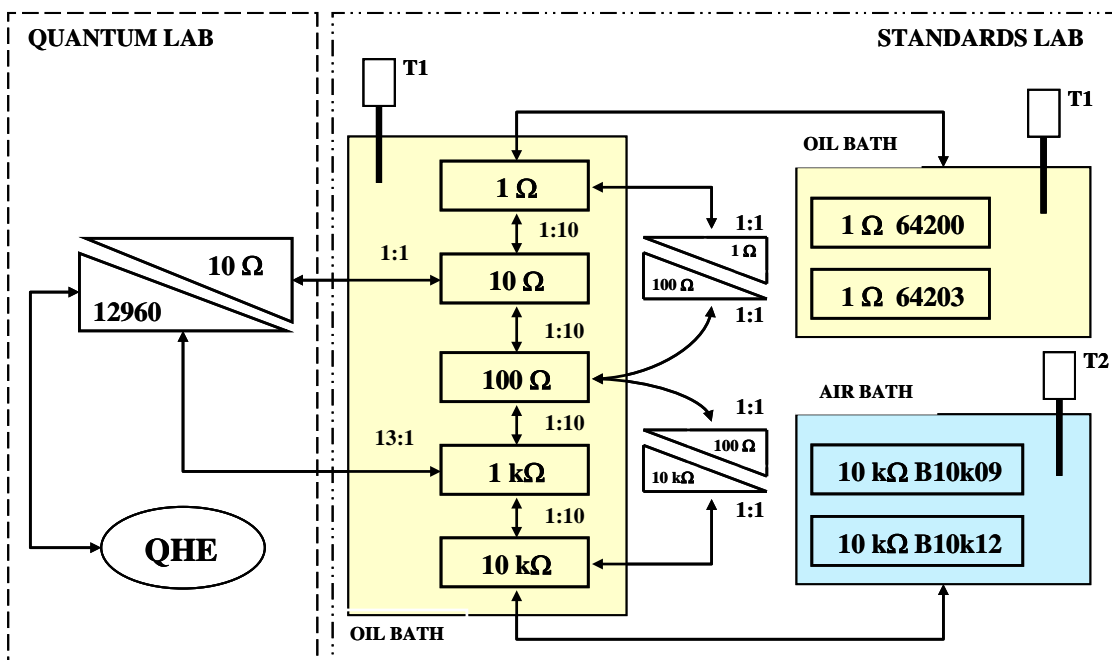 QUANTUM LAB
STANDARDS LAB
T1
T1
OIL BATH
1 Ω
1:10
1:1
1 Ω
100 Ω
1:1
1 Ω 64200
1 Ω 64203
10 Ω
12960
1:1
10 Ω
1:10
100 Ω
1:10
T2
AIR BATH
1:1
100 Ω
10 kΩ
1:1
13:1
1 kΩ
1:10
10 kΩ
10 kΩ B10k09
10 kΩ B10k12
QHE
OIL BATH